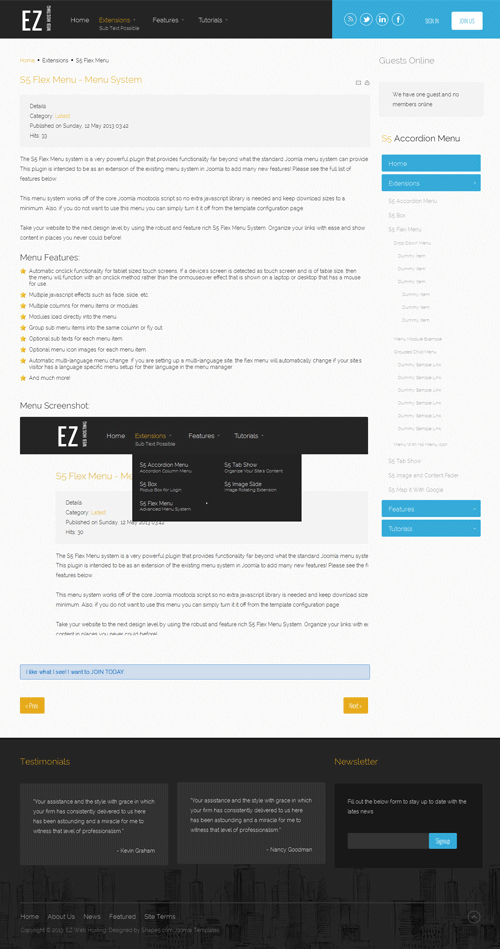 EZ
Home
Extensions
Sub Text Possible
Features
Tutorials
SIGN IN
JOIN US
Home • Extensions • S5 Flex Menu
S5 Flex Menu - Menu System
Details
Category: Latest
Published on Sunday, 12 May 2013 03:42
Hits: 33
The S5 Flex Menu system is a very powerful plugin that provides functionality far beyond what the standard Joomla menu system can provide.
This plugin is intended to be as an extension of the existing menu system in Joomla to add many new features! Please see the full list of
features below.
This menu system works off of the core Joomla mootools script so no extra javascript library is needed and keep download sizes to a
minimum. Also, if you do not want to use this menu you can simply turn it it off from the template configuration page.
Take your website to the next design level by using the robust and feature rich S5 Flex Menu System. Organize your links with ease and show
content in places you never could before!
Menu Features:
Automatic onclick functionality for tablet sized touch screens. If a device's screen is detected as touch screen and is of table size, then
the menu will function with an onclick method rather than the onmouseover effect that is shown on a laptop or desktop that has a mouse
for use
Multiple javascript effects such as fade, slide, etc.
Multiple columns for menu items or modules
Modules load directly into the menu
Group sub menu items into the same column or fly out
Optional sub texts for each menu item
Optional menu icon images for each menu item
Automatic multi-language menu change. If you are setting up a multi-language site, the flex menu will automatically change if your site's
visitor has a language specific menu setup for their language in the menu manager.
And much more!
Menu Screenshot:
EZ
Home
Extensions
Sub Text Possible
Features
Tutorials
S5 Accordion Menu
Accordion Column Menu
S5 Tab Show
Organize Your Site's Content
S5 Box
Popup Box for Login
S5 Image Slide
Image Rotating Extension
S5 Flex Menu
Advanced Menu System
S5 Flex Menu - Me
Details
Category: Latest
Published on Sunday, 12 May 2013 03:42
Hits: 30
The S5 Flex Menu system is a very powerful plugin that provides functionality far beyond what the standard Joomla menu syste
This plugin is intended to be as an extension of the existing menu system in Joomla to add many new features! Please see the fu
features below.
This menu system works off of the core Joomla mootools script so no extra javascript library is needed and keep download sizes
minimum. Also, if you do not want to use this menu you can simply turn it it off from the template configuration page.
Take your website to the next design level by using the robust and feature rich S5 Flex Menu System. Organize your links with ea
content in places you never could before!
I like what I see! I want to JOIN TODAY
< Prev
Next >
Guests Online
We have one guest and no
members online
S5 Accordion Menu
Home
Extensions
S5 Accordion Menu
S5 Box
S5 Flex Menu
Drop Down Menu
Dummy Item
Dummy Item
Dummy Item
Dummy Item
Dummy Item
Dummy Item
Menu Module Example
Grouped Child Menu
Dummy Sample Link
Dummy Sample Link
Dummy Sample Link
Dummy Sample Link
Dummy Sample Link
Dummy Sample Link
S5 Tab Show
S5 Image and Content Fader
S5 Map It With Google
Features
Tutorials
Testimonials
"Your assistance and the style with grace in which
your firm has consistently delivered to us here
has been astounding and a miracle for me to
witness that level of professionalism."
- Kevin Graham
"Your assistance and the style with grace in which
your firm has consistently delivered to us here
has been astounding and a miracle for me to
witness that level of professionalism."
- Nancy Goodman
Newsletter
Fill out the below form to stay up to date with the
lates news
Signup
Home
About Us
News
Featured
Site Terms
Copyright © 2013. EZ Web Hosting. Designed by Shape5.com Joomla Templates